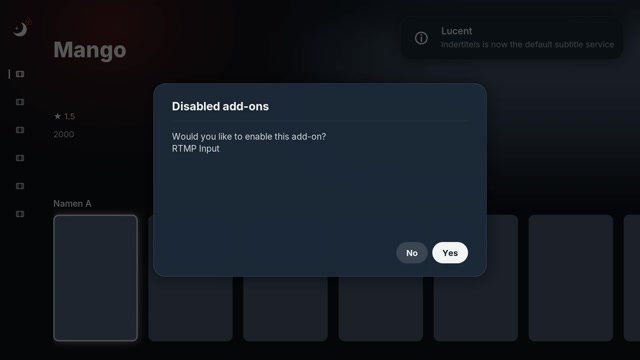 Mango
Lucent
Indertitels is now the default subtitle service
★ 1.5
2000
Disabled add-ons
Would you like to enable this add-on?
RTMP Input
No
Yes
Namen A